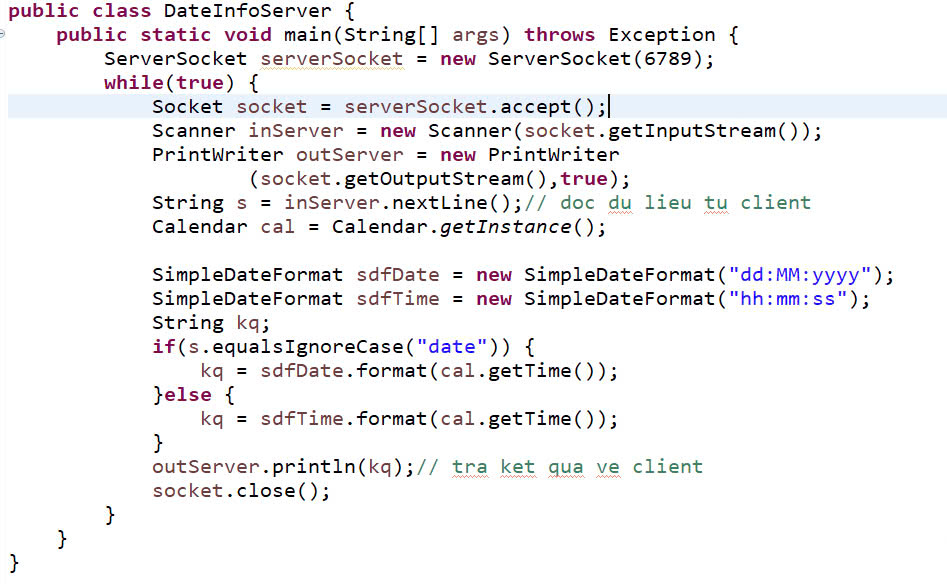 public class DateInfoServer {
public static void main(String[] args) throws Exception {
ServerSocket serverSocket = new ServerSocket(6789);
while(true) {
Socket socket = serverSocket.accept();
Scanner inServer = new Scanner(socket.getInputStream());
PrintWriter outServer = new PrintWriter
(socket.getOutputStream(),true);
String s = inServer.nextLine();// doc du lieu tu client
Calendar cal = Calendar.getInstance();
SimpleDateFormat sdfDate = new SimpleDateFormat("dd:MM:yyyy");
SimpleDateFormat sdfTime = new SimpleDateFormat("hh:mm:ss");
String kq;
if(s.equalsIgnoreCase("date")) {
kq = sdfDate.format(cal.getTime());
}else {
kq = sdfTime.format(cal.getTime());
}
outServer.println(kq);// tra ket qua ve client
socket.close();
}
}
}